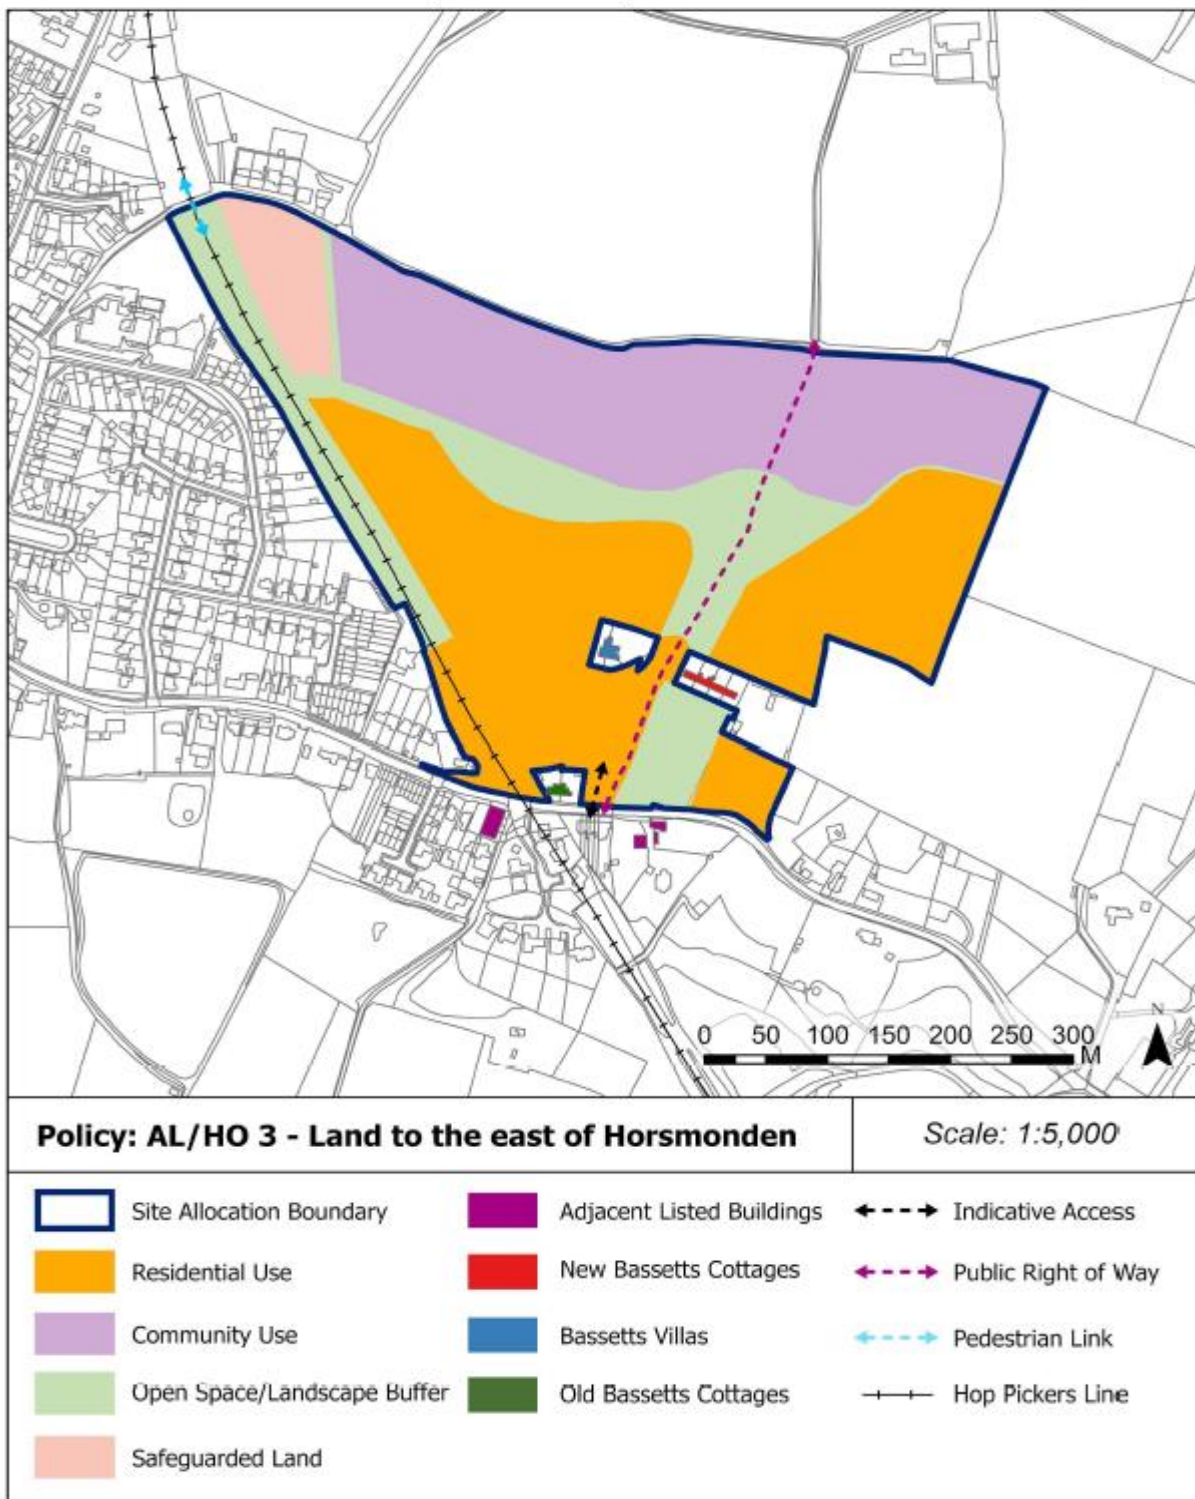 N
0 50 100 150 200 250 300
M
Policy: AL/HO 3 - Land to the east of Horsmonden
Scale: 1:5,000
Site Allocation Boundary
Adjacent Listed Buildings
Indicative Access
Residential Use
New Bassetts Cottages
Public Right of Way
Community Use
Bassetts Villas
Pedestrian Link
Open Space/Landscape Buffer
Old Bassetts Cottages
Hop Pickers Line
Safeguarded Land